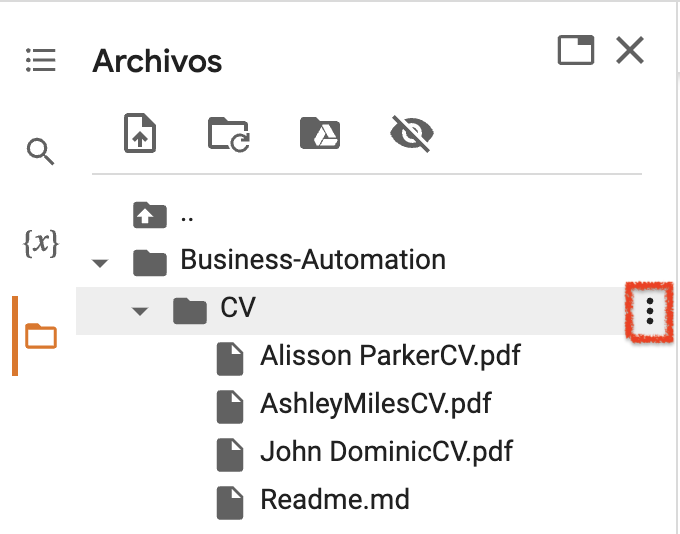 Archivos
{x}
..
Business-Automation
CV
Alisson ParkerCV.pdf
AshleyMilesCV.pdf
John DominicCV.pdf
Readme.md